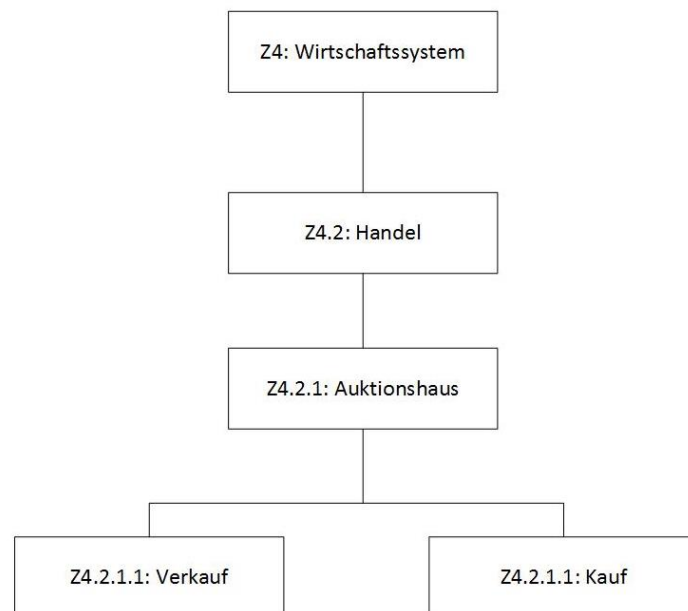 Z4: Wirtschaftssystem
Z4.2: Handel
Z4.2.1: Auktionshaus
Z4.2.1.1: Verkauf
Z4.2.1.1: Kauf